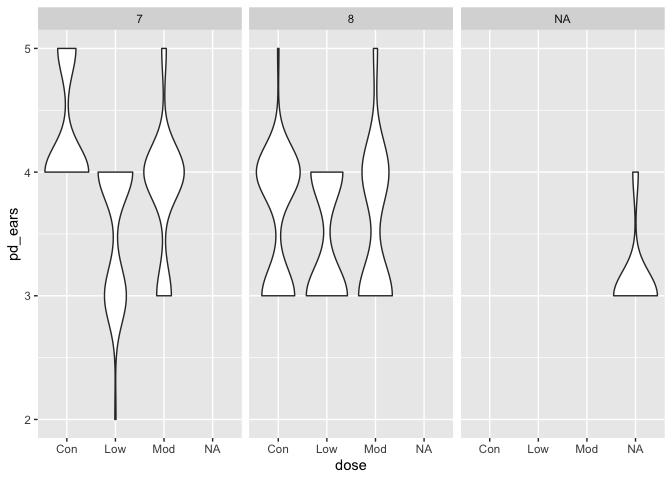 7 8 NA
5
4
3
2
pd_ears
Con Low Mod NA Con Low Mod NA Con Low Mod NA
dose